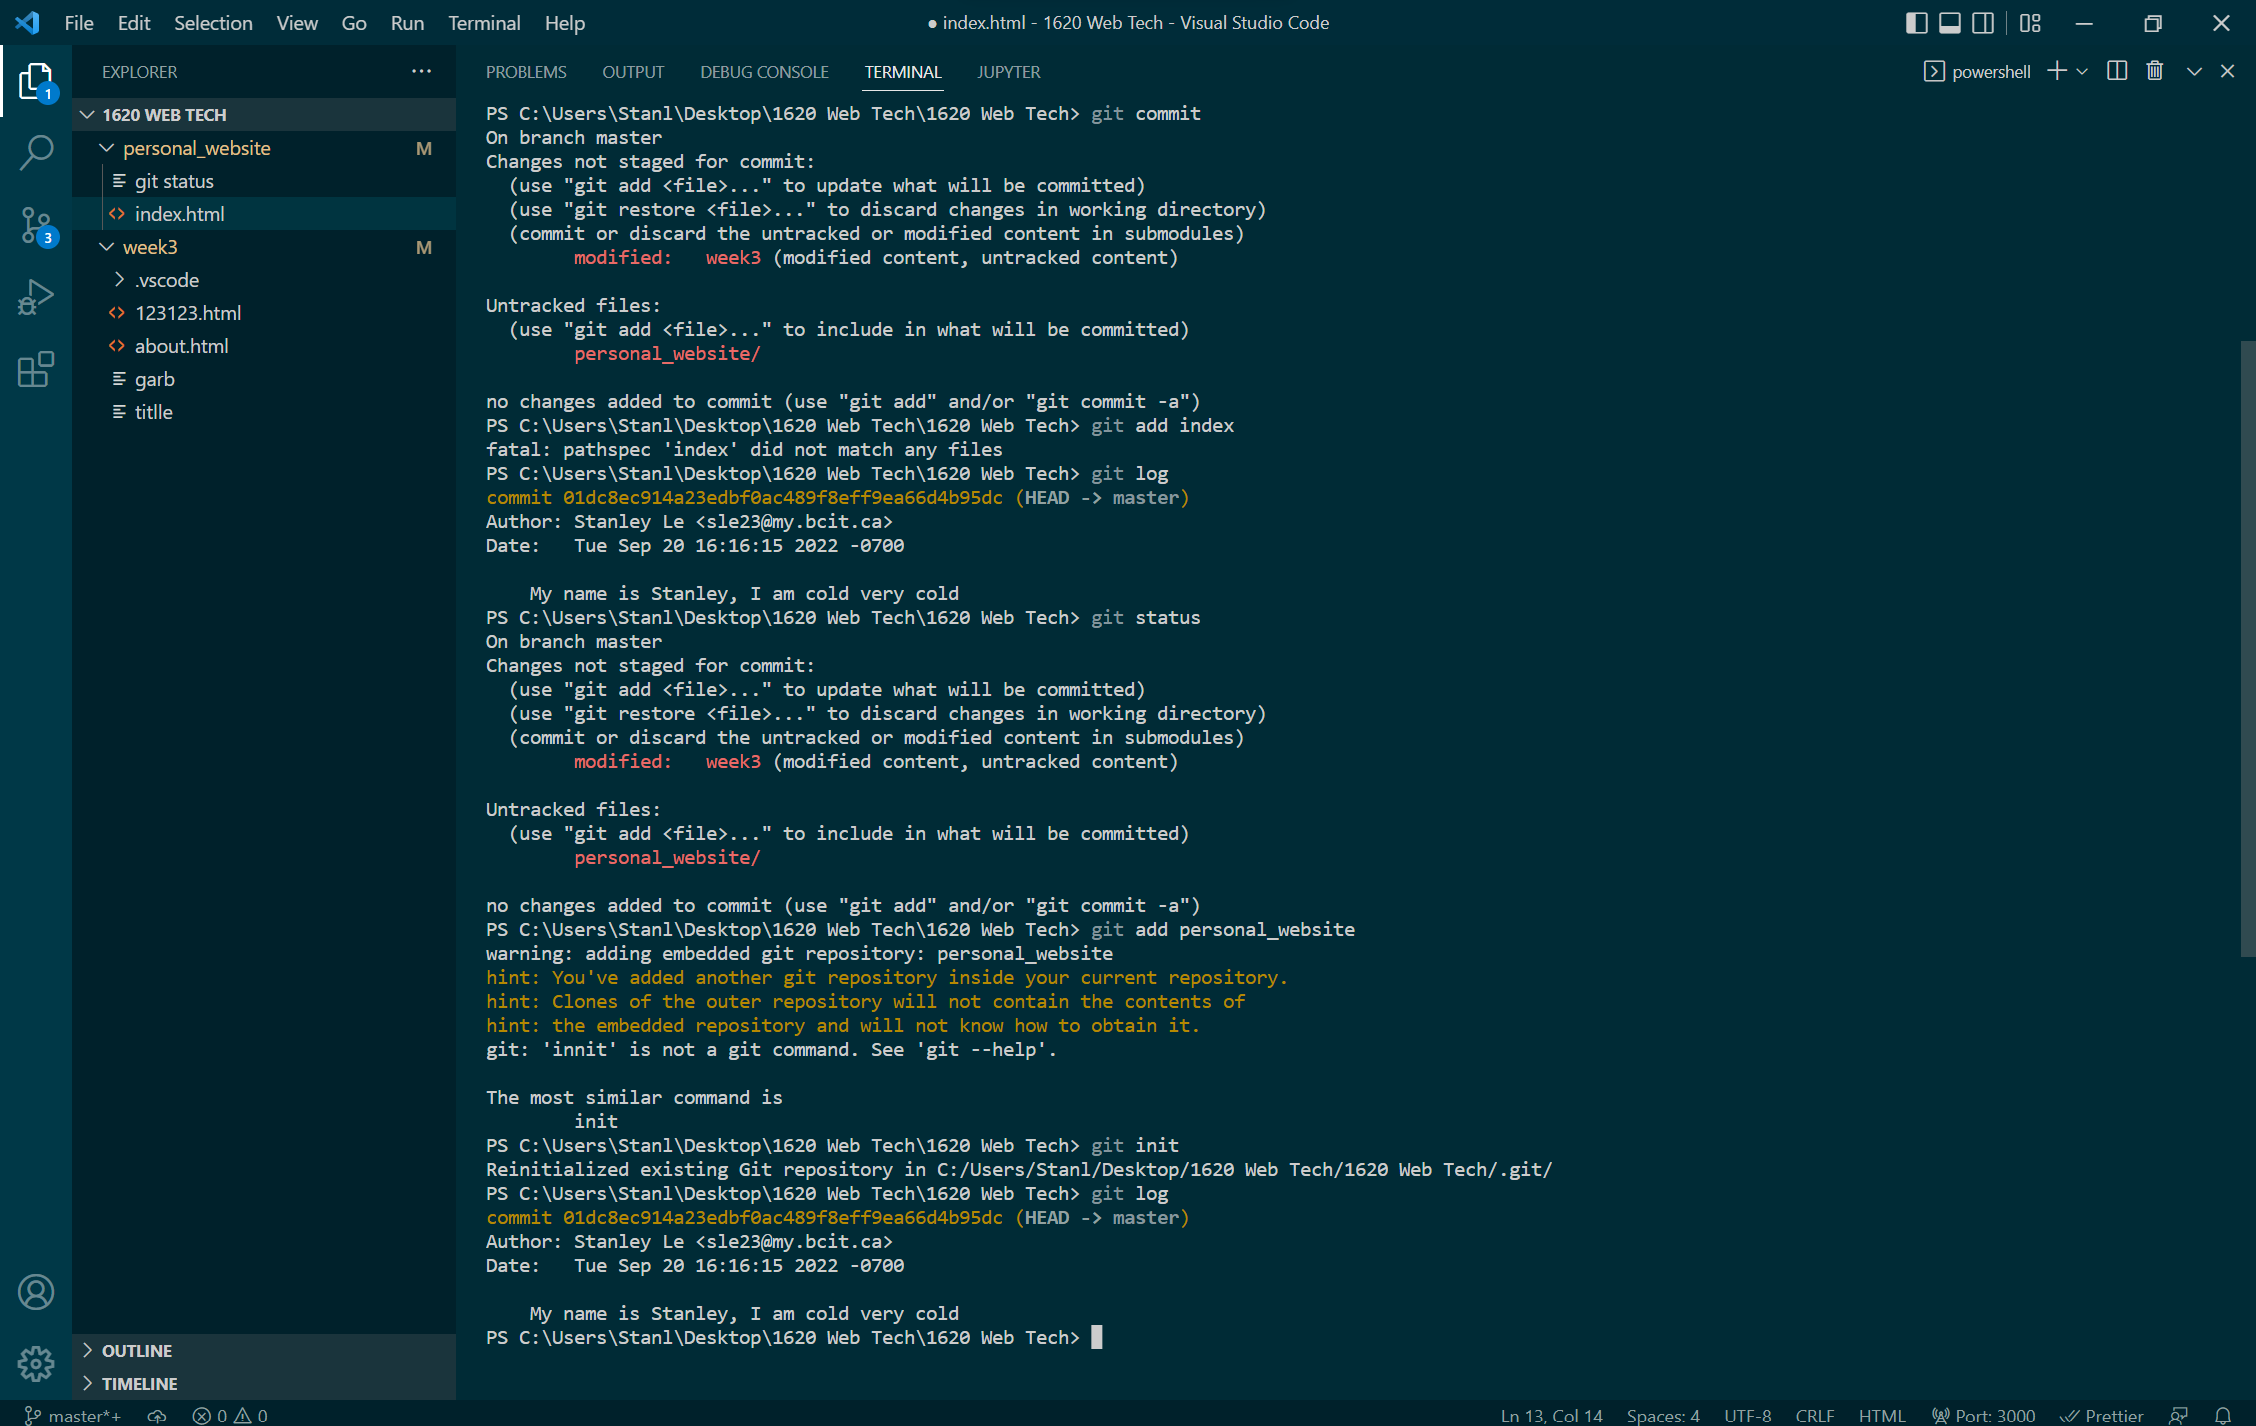 File Edit Selection View Go Run Terminal Help
● index.html - 1620 Web Tech - Visual Studio Code
EXPLORER
1620 WEB TECH
personal_website M
git status
index.html
week3 M
.vscode
123123.html
about.html
garb
titlle
OUTLINE
TIMELINE
1
3
PROBLEMS OUTPUT DEBUG CONSOLE TERMINAL JUPYTER
powershell
PS C:\Users\Stanl\Desktop\1620 Web Tech\1620 Web Tech> git commit
On branch master
Changes not staged for commit:
  (use "git add <file>..." to update what will be committed)
  (use "git restore <file>..." to discard changes in working directory)
  (commit or discard the untracked or modified content in submodules)
        modified:   week3 (modified content, untracked content)
Untracked files:
  (use "git add <file>..." to include in what will be committed)
        personal_website/
no changes added to commit (use "git add" and/or "git commit -a")
PS C:\Users\Stanl\Desktop\1620 Web Tech\1620 Web Tech> git add index
fatal: pathspec 'index' did not match any files
PS C:\Users\Stanl\Desktop\1620 Web Tech\1620 Web Tech> git log
commit 01dc8ec914a23edbf0ac489f8eff9ea66d4b95dc (HEAD -> master)
Author: Stanley Le <sle23@my.bcit.ca>
Date:   Tue Sep 20 16:16:15 2022 -0700
    My name is Stanley, I am cold very cold
PS C:\Users\Stanl\Desktop\1620 Web Tech\1620 Web Tech> git status
On branch master
Changes not staged for commit:
  (use "git add <file>..." to update what will be committed)
  (use "git restore <file>..." to discard changes in working directory)
  (commit or discard the untracked or modified content in submodules)
        modified:   week3 (modified content, untracked content)
Untracked files:
  (use "git add <file>..." to include in what will be committed)
        personal_website/
no changes added to commit (use "git add" and/or "git commit -a")
PS C:\Users\Stanl\Desktop\1620 Web Tech\1620 Web Tech> git add personal_website
warning: adding embedded git repository: personal_website
hint: You've added another git repository inside your current repository.
hint: Clones of the outer repository will not contain the contents of
hint: the embedded repository and will not know how to obtain it.
git: 'innit' is not a git command. See 'git --help'.
The most similar command is
        init
PS C:\Users\Stanl\Desktop\1620 Web Tech\1620 Web Tech> git init
Reinitialized existing Git repository in C:/Users/Stanl/Desktop/1620 Web Tech/1620 Web Tech/.git/
PS C:\Users\Stanl\Desktop\1620 Web Tech\1620 Web Tech> git log
commit 01dc8ec914a23edbf0ac489f8eff9ea66d4b95dc (HEAD -> master)
Author: Stanley Le <sle23@my.bcit.ca>
Date:   Tue Sep 20 16:16:15 2022 -0700
    My name is Stanley, I am cold very cold
PS C:\Users\Stanl\Desktop\1620 Web Tech\1620 Web Tech>
master*+ 0 0 Ln 13, Col 14 Spaces: 4 UTF-8 CRLF HTML Port: 3000 Prettier